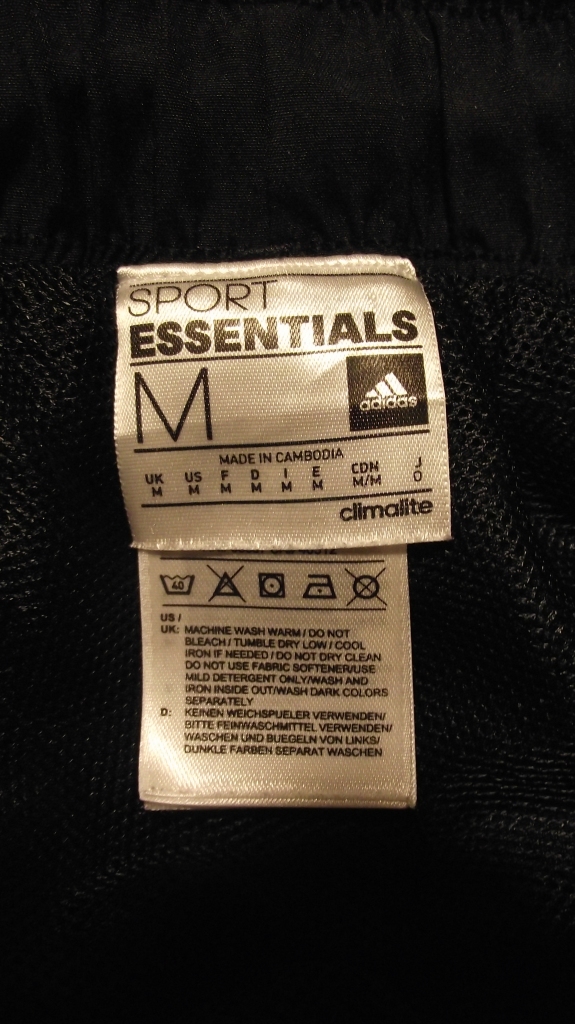 SPORT
ESSENTIALS
M
adidas
MADE IN CAMBODIA
UK US F D I E CDN J
M M M M M M M/M O
climalite
40
US /
UK: MACHINE WASH WARM / DO NOT
BLEACH / TUMBLE DRY LOW / COOL
IRON IF NEEDED / DO NOT DRY CLEAN
DO NOT USE FABRIC SOFTENER/USE
MILD DETERGENT ONLY/WASH AND
IRON INSIDE OUT/WASH DARK COLORS
SEPARATELY
D: KEINEN WEICHSPUELER VERWENDEN/
BITTE FEINWASCHMITTEL VERWENDEN/
WASCHEN UND BUEGELN VON LINKS/
DUNKLE FARBEN SEPARAT WASCHEN